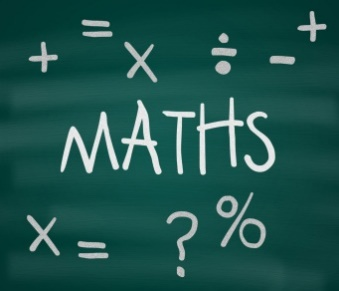 + = x ÷ - +
MATHS
x = ? %